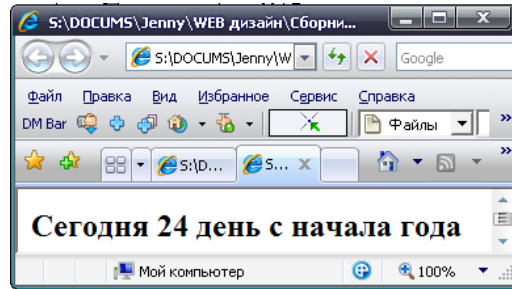 S:\DOCUMS\Jenny\WEB дизайн\Сборни...
S:\DOCUMS\Jenny\W
Google
Файл Правка Вид Избранное Сервис Справка
DM Bar Файлы »
S:\D... S... »
Сегодня 24 день с начала года
Мой компьютер 100%